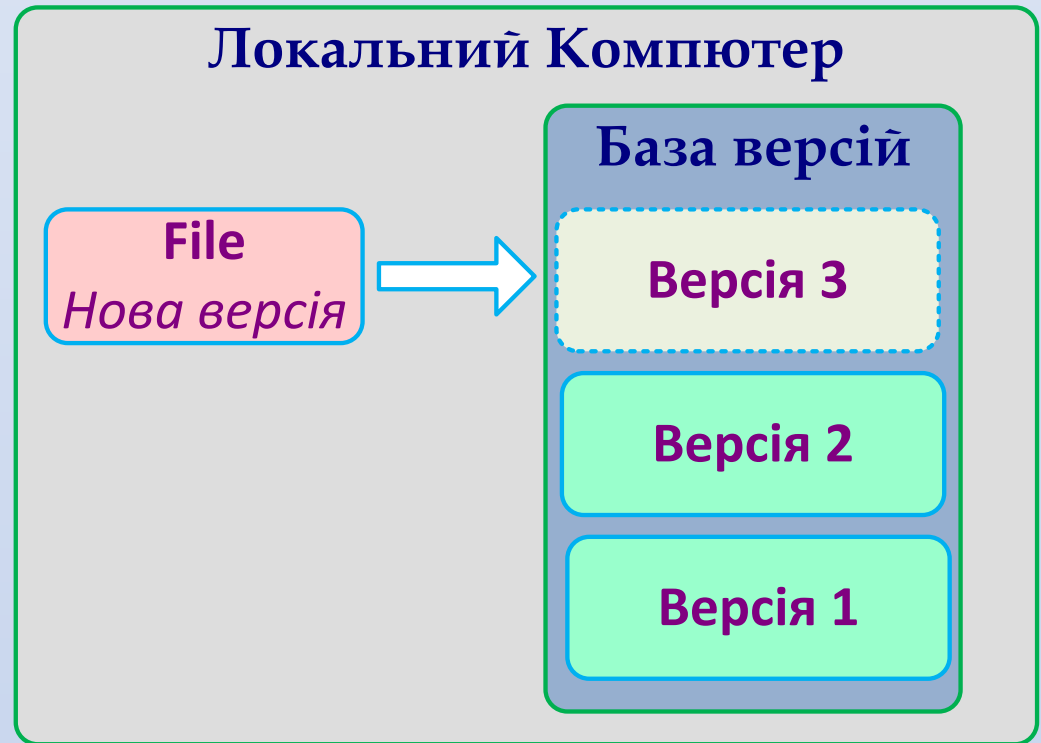 Локальний Компютер
База версій
File
Нова версія
Версія 3
Версія 2
Версія 1